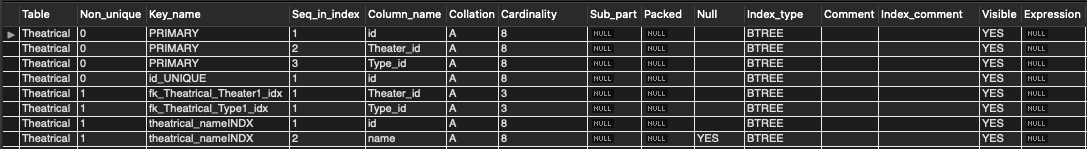 Table Non_unique Key_name Seq_in_index Column_name Collation Cardinality Sub_part Packed Null Index_type Comment Index_comment Visible Expression
Theatrical 0 PRIMARY 1 id A 8 NULL NULL BTREE YES NULL
Theatrical 0 PRIMARY 2 Theater_id A 8 NULL NULL BTREE YES NULL
Theatrical 0 PRIMARY 3 Type_id A 8 NULL NULL BTREE YES NULL
Theatrical 0 id_UNIQUE 1 id A 8 NULL NULL BTREE YES NULL
Theatrical 1 fk_Theatrical_Theater1_idx 1 Theater_id A 3 NULL NULL BTREE YES NULL
Theatrical 1 fk_Theatrical_Type1_idx 1 Type_id A 3 NULL NULL BTREE YES NULL
Theatrical 1 theatrical_nameINDX 1 id A 8 NULL NULL BTREE YES NULL
Theatrical 1 theatrical_nameINDX 2 name A 8 NULL NULL YES BTREE YES NULL